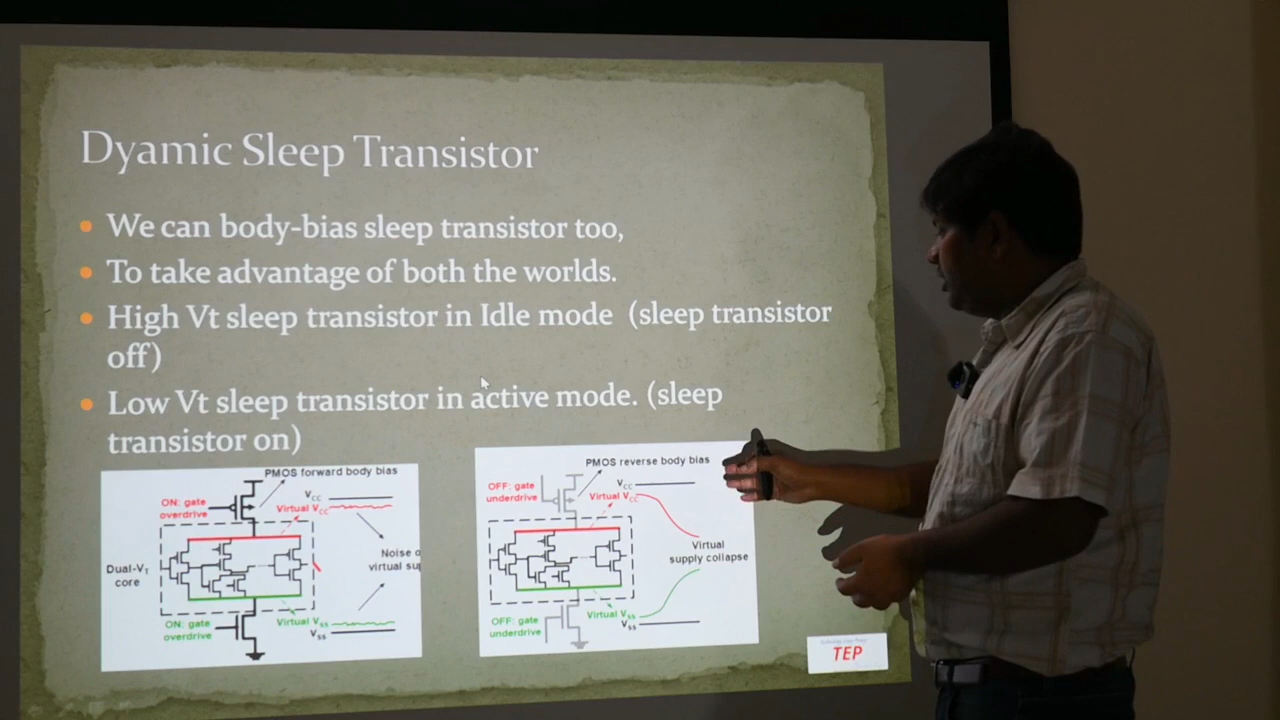 Dyamic Sleep Transistor
We can body-bias sleep transistor too,
To take advantage of both the worlds.
High Vt sleep transistor in Idle mode (sleep transistor
off)
Low Vt sleep transistor in active mode. (sleep
transistor on)
PMOS forward body bias
ON: gate
overdrive
VCC
Virtual VCC
Dual-VT
core
Noise o
virtual su
ON: gate
overdrive
Virtual VSS
VSS
PMOS reverse body bias
OFF: gate
underdrive
VCC
Virtual VCC
Virtual
supply collapse
OFF: gate
underdrive
Virtual VSS
VSS
TEP